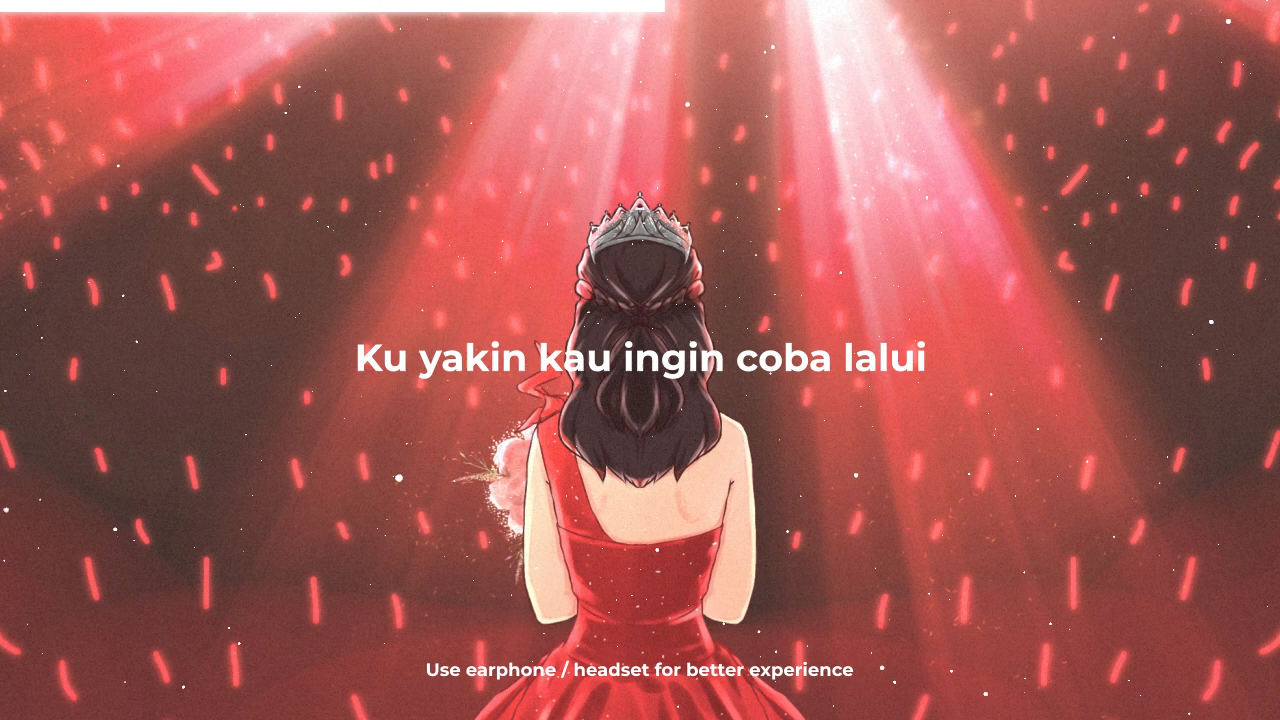 Ku yakin kau ingin coba lalui
Use earphone / headset for better experience